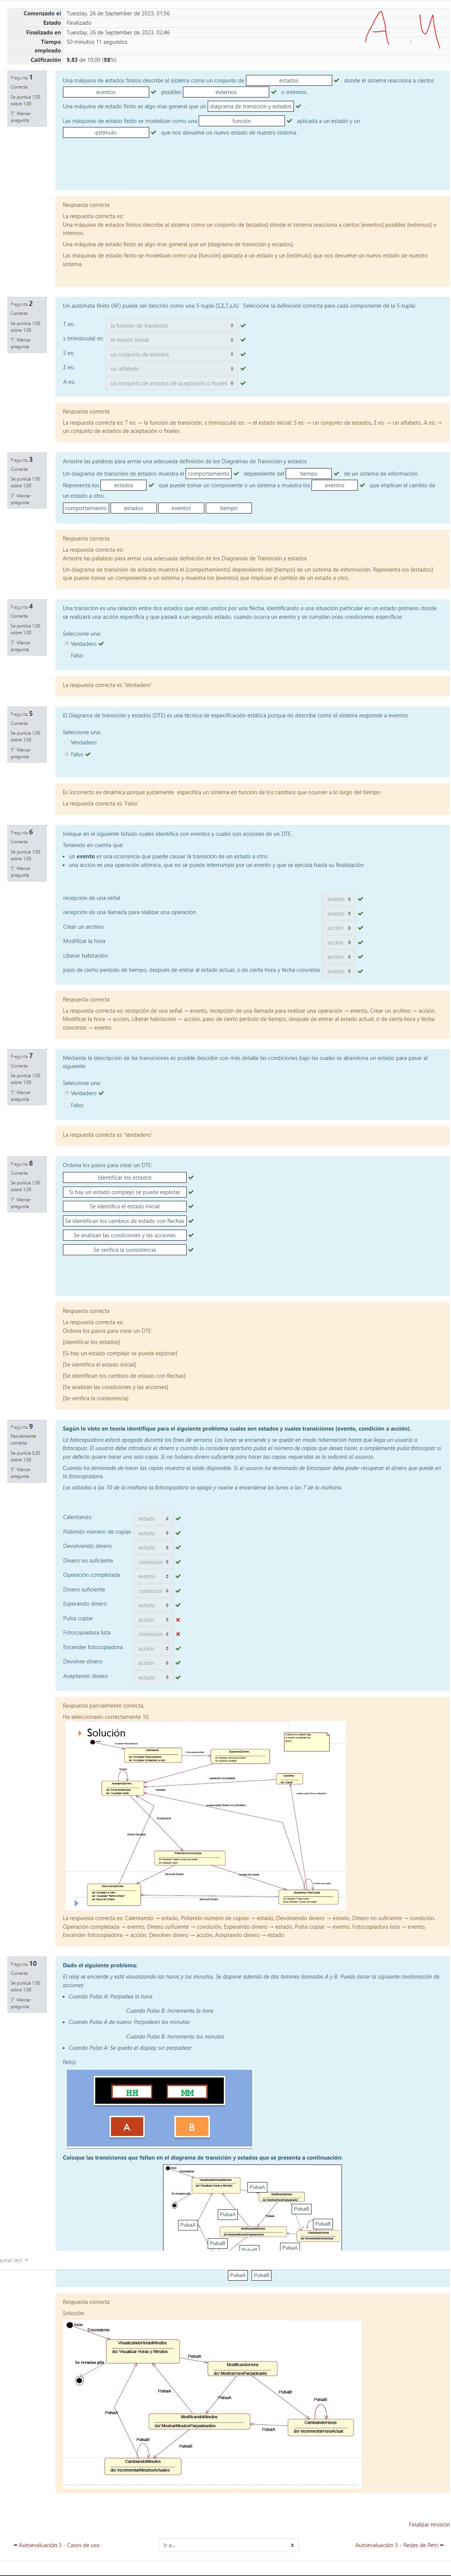 Comenzado el Tuesday, 26 de September de 2023, 01:56
Estado Finalizado
Finalizado en Tuesday, 26 de September de 2023, 02:46
Tiempo empleado 50 minutos 11 segundos
Calificación 9,83 de 10,00 (98%)
A M
Pregunta 1
Correcta
Se puntúa 1,00 sobre 1,00
Marcar pregunta
Una máquina de estados finitos describe al sistema como un conjunto de estados donde el sistema reacciona a ciertos
eventos posibles externos o internos.
Una máquina de estado finito es algo mas general que un diagrama de transición y estados .
Las máquinas de estado finito se modelizan como una función aplicada a un estado y un
estímulo que nos devuelve un nuevo estado de nuestro sistema.
Respuesta correcta
La respuesta correcta es:
Una máquina de estados finitos describe al sistema como un conjunto de [estados] donde el sistema reacciona a ciertos [eventos] posibles [externos] o
internos.
Una máquina de estado finito es algo mas general que un [diagrama de transición y estados].
Las máquinas de estado finito se modelizan como una [función] aplicada a un estado y un [estímulo] que nos devuelve un nuevo estado de nuestro
sistema.
Pregunta 2
Correcta
Se puntúa 1,00 sobre 1,00
Marcar pregunta
Un autómata finito (AF) puede ser descrito como una 5-tupla (S,Σ,T,s,A) Seleccione la definición correcta para cada componente de la 5-tupla:
T es: la función de transición
s (minúscula) es: el estado inicial
S es: un conjunto de estados
Σ es: un alfabeto
A es: un conjunto de estados de aceptación o finales
Respuesta correcta
La respuesta correcta es: T es: → la función de transición, s (minúscula) es: → el estado inicial, S es: → un conjunto de estados, Σ es: → un alfabeto, A es: →
un conjunto de estados de aceptación o finales
Pregunta 3
Correcta
Se puntúa 1,00 sobre 1,00
Marcar pregunta
Arrastre las palabras para armar una adecuada definición de los Diagramas de Transición y estados
Un diagrama de transición de estados muestra el comportamiento dependiente del tiempo de un sistema de información.
Representa los estados que puede tomar un componente o un sistema y muestra los eventos que implican el cambio de
un estado a otro.
comportamiento estados eventos tiempo
Respuesta correcta
La respuesta correcta es:
Arrastre las palabras para armar una adecuada definición de los Diagramas de Transición y estados
Un diagrama de transición de estados muestra el [comportamiento] dependiente del [tiempo] de un sistema de información. Representa los [estados]
que puede tomar un componente o un sistema y muestra los [eventos] que implican el cambio de un estado a otro.
Pregunta 4
Correcta
Se puntúa 1,00 sobre 1,00
Marcar pregunta
Una transición es una relación entre dos estados que están unidos por una flecha, identificando a una situación particular en un estado primario donde
se realizará una acción específica y que pasará a un segundo estado, cuando ocurra un evento y se cumplan unas condiciones específicas
Seleccione una:
Verdadero
Falso
La respuesta correcta es 'Verdadero'
Pregunta 5
Correcta
Se puntúa 1,00 sobre 1,00
Marcar pregunta
El Diagrama de transición y estados (DTE) es una técnica de especificación estática porque no describe como el sistema responde a eventos
Seleccione una:
Verdadero
Falso
Es incorrecto es dinámica porque justamente especifica un sistema en función de los cambios que ocurren a lo largo del tiempo
La respuesta correcta es 'Falso'
Pregunta 6
Correcta
Se puntúa 1,00 sobre 1,00
Marcar pregunta
Indique en el siguiente listado cuales identifica con eventos y cuales son acciones de un DTE.
Teniendo en cuenta que:
• un evento es una ocurrencia que puede causar la transición de un estado a otro.
• una acción es una operación atómica, que no se puede interrumpir por un evento y que se ejecuta hasta su finalización
recepción de una señal evento
recepción de una llamada para realizar una operación evento
Crear un archivo acción
Modificar la hora acción
Liberar habitación acción
paso de cierto período de tiempo, después de entrar al estado actual, o de cierta hora y fecha concretas evento
Respuesta correcta
La respuesta correcta es: recepción de una señal → evento, recepción de una llamada para realizar una operación → evento, Crear un archivo → acción,
Modificar la hora → acción, Liberar habitación → acción, paso de cierto período de tiempo, después de entrar al estado actual, o de cierta hora y fecha
concretas → evento
Pregunta 7
Correcta
Se puntúa 1,00 sobre 1,00
Marcar pregunta
Mediante la descripción de las transiciones es posible describir con más detalle las condiciones bajo las cuales se abandona un estado para pasar al
siguiente
Seleccione una:
Verdadero
Falso
La respuesta correcta es 'Verdadero'
Pregunta 8
Correcta
Se puntúa 1,00 sobre 1,00
Marcar pregunta
Ordena los pasos para crear un DTE:
Identificar los estados
Si hay un estado complejo se puede explotar
Se identifica el estado inicial
Se identifican los cambios de estado con flechas
Se analizan las condiciones y las acciones
Se verifica la consistencia
Respuesta correcta
La respuesta correcta es:
Ordena los pasos para crear un DTE:
[Identificar los estados]
[Si hay un estado complejo se puede explotar]
[Se identifica el estado inicial]
[Se identifican los cambios de estado con flechas]
[Se analizan las condiciones y las acciones]
[Se verifica la consistencia]
Pregunta 9
Parcialmente correcta
Se puntúa 0,83 sobre 1,00
Marcar pregunta
Según lo visto en teoría identifique para el siguiente problema cuales son estados y cuales transiciones (evento, condición o acción).
La fotocopiadora estará apagada durante los fines de semana. Los lunes se enciende y se queda en modo hibernación hasta que llega un usuario a
fotocopiar. El usuario debe introducir el dinero y cuando lo considere oportuno pulsa el número de copias que desea hacer, o simplemente pulsa fotocopiar si
por defecto quiere hacer una sola copia. Si no hubiera dinero suficiente para hacer las copias requeridas se lo indicará al usuario.
Cuando ha terminado de hacer las copias muestra el saldo disponible. Si el usuario ha terminado de fotocopiar debe poder recuperar el dinero que quede en
la fotocopiadora.
Los sábados a las 10 de la mañana la fotocopiadora se apaga y vuelve a encenderse los lunes a las 7 de la mañana.
Calentando estado
Pidiendo número de copias estado
Devolviendo dinero estado
Dinero no suficiente condición
Operación completada evento
Dinero suficiente condición
Esperando dinero estado
Pulsa copiar acción
Fotocopiadora lista condición
Encender fotocopiadora acción
Devolver dinero acción
Aceptando dinero estado
Respuesta parcialmente correcta.
Ha seleccionado correctamente 10.
Solución
La respuesta correcta es: Calentando → estado, Pidiendo número de copias → estado, Devolviendo dinero → estado, Dinero no suficiente → condición,
Operación completada → evento, Dinero suficiente → condición, Esperando dinero → estado, Pulsa copiar → evento, Fotocopiadora lista → evento,
Encender fotocopiadora → acción, Devolver dinero → acción, Aceptando dinero → estado
Pregunta 10
Correcta
Se puntúa 1,00 sobre 1,00
Marcar pregunta
Dado el siguiente problema:
El reloj se enciende y está visualizando las horas y los minutos. Se dispone además de dos botones llamados A y B. Puedo hacer la siguiente combinación de
acciones
• Cuando Pulso A: Parpadea la hora.
Cuando Pulso B: Incrementa la hora
• Cuando Pulso A de nuevo: Parpadean los minutos
Cuando Pulso B: Incremento los minutos
• Cuando Pulso A: Se queda el display sin parpadear
Reloj:
HH MM
A B
Coloque las transiciones que faltan en el diagrama de transición y estados que se presenta a continuación:
PulsaA
PulsaB
PulsaA
PulsaA
PulsaB
PulsaB
PulsaA
onal (es)
PulsaA PulsaB
Respuesta correcta
Solución
Inicio
Encenderse
VisualizandoHorasMinutos
do/ Visualizar Horas y Minutos
Se termina pila
PulsaA
ModificandoHora
do/ MostrarHoraParpadeante
PulsaA
PulsaA
PulsaB
PulsaB
PulsaA
ModificandoMinutos
do/ MostrarMinutosParpadeantes
CambiandoHoras
do/ IncrementarHoraActual
PulsaA
PulsaB
PulsaB
CambiandoMinutos
do/ IncrementarMinutosActuales
Finalizar revisión
Autoevaluación 3 - Casos de uso
Ir a...
Autoevaluación 5 - Redes de Petri